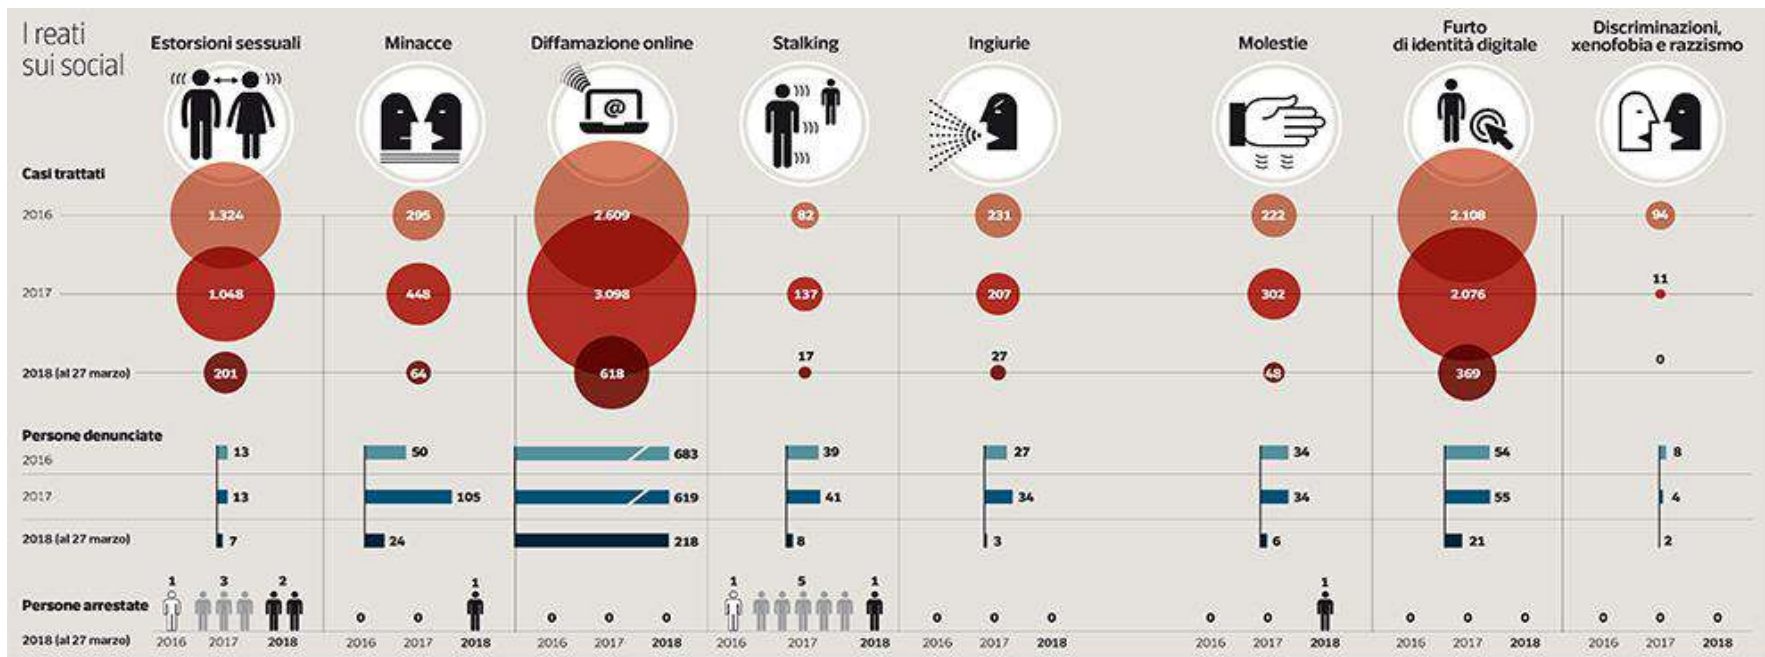 I reati
sui social
Estorsioni sessuali
Minacce
Diffamazione online
Stalking
Ingiurie
Molestie
Furto
di identità digitale
Discriminazioni,
xenofobia e razzismo
@
Casi trattati
2016 1.324 295 2.609 82 231 222 2.108 94
2017 1.048 448 3.098 137 207 302 2.076 11
2018 (al 27 marzo) 201 64 618 17 27 48 369 0
Persone denunciate
2016 13 50 683 39 27 34 54 8
2017 13 105 619 41 34 34 55 4
2018 (al 27 marzo) 7 24 218 8 3 6 21 2
Persone arrestate 1 3 2 0 0 1 0 0 0 1 5 1 0 0 0 0 0 1 0 0 0 0 0 0
2018 (al 27 marzo) 2016 2017 2018 2016 2017 2018 2016 2017 2018 2016 2017 2018 2016 2017 2018 2016 2017 2018 2016 2017 2018 2016 2017 2018